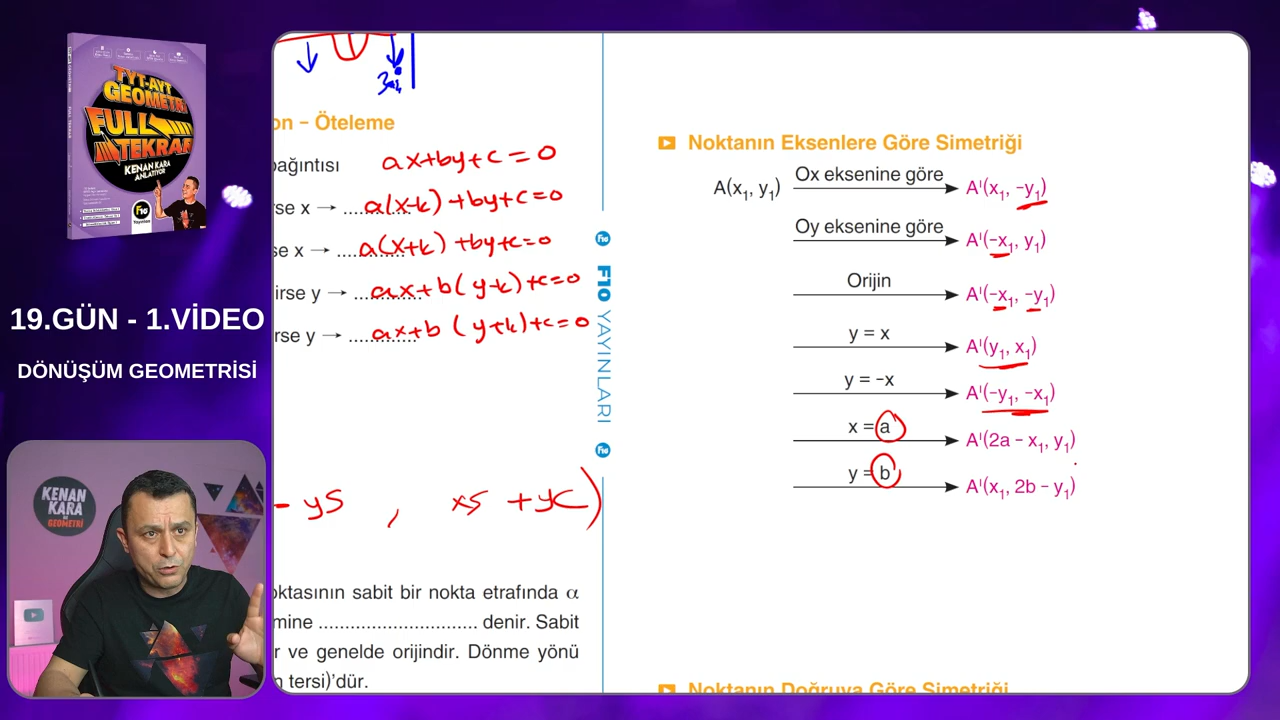 TYT-AYT
GEOMETRİ
FULL
TEKRAR
KENAN KARA
ANLATIYOR
F10
Yayınları
19.GÜN - 1.VİDEO
DÖNÜŞÜM GEOMETRİSİ
KENAN
KARA
GEOMETRİ
on – Öteleme
bağıntısı ax+by+c=0
rse x → a(x-k)+by+c=0
se x → a(x+k)+by+c=0
irse y → ax+b(y-k)+c=0
rse y → ax+b(y+k)+c=0
- ys , xs + yc)
oktasının sabit bir nokta etrafında α
mine ............................. denir. Sabit
r ve genelde orijindir. Dönme yönü
n tersi)’dür.
F10 YAYINLARI
Noktanın Eksenlere Göre Simetriği
A(x₁, y₁) Ox eksenine göre A'(x₁, -y₁)
Oy eksenine göre A'(-x₁, y₁)
Orijin A'(-x₁, -y₁)
y = x A'(y₁, x₁)
y = -x A'(-y₁, -x₁)
x = a A'(2a – x₁, y₁)
y = b A'(x₁, 2b – y₁)
Noktanın Doğruya Göre Simetriği